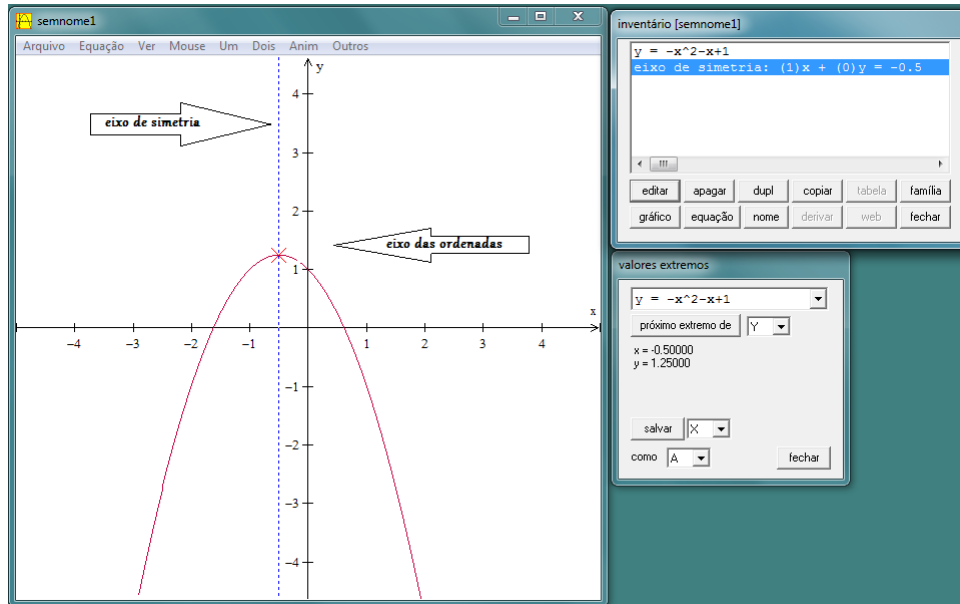 semnome1
Arquivo Equação Ver Mouse Um Dois Anim Outros
y
4
eixo de simetria
3
2
eixo das ordenadas
1
x
-4 -3 -2 -1 1 2 3 4
-1
-2
-3
-4
inventário [semnome1]
y = -x^2-x+1
eixo de simetria: (1)x + (0)y = -0.5
editar apagar dupl copiar tabela família
gráfico equação nome derivar web fechar
valores extremos
y = -x^2-x+1
próximo extremo de Y
x = -0.50000
y = 1.25000
salvar X
como A fechar